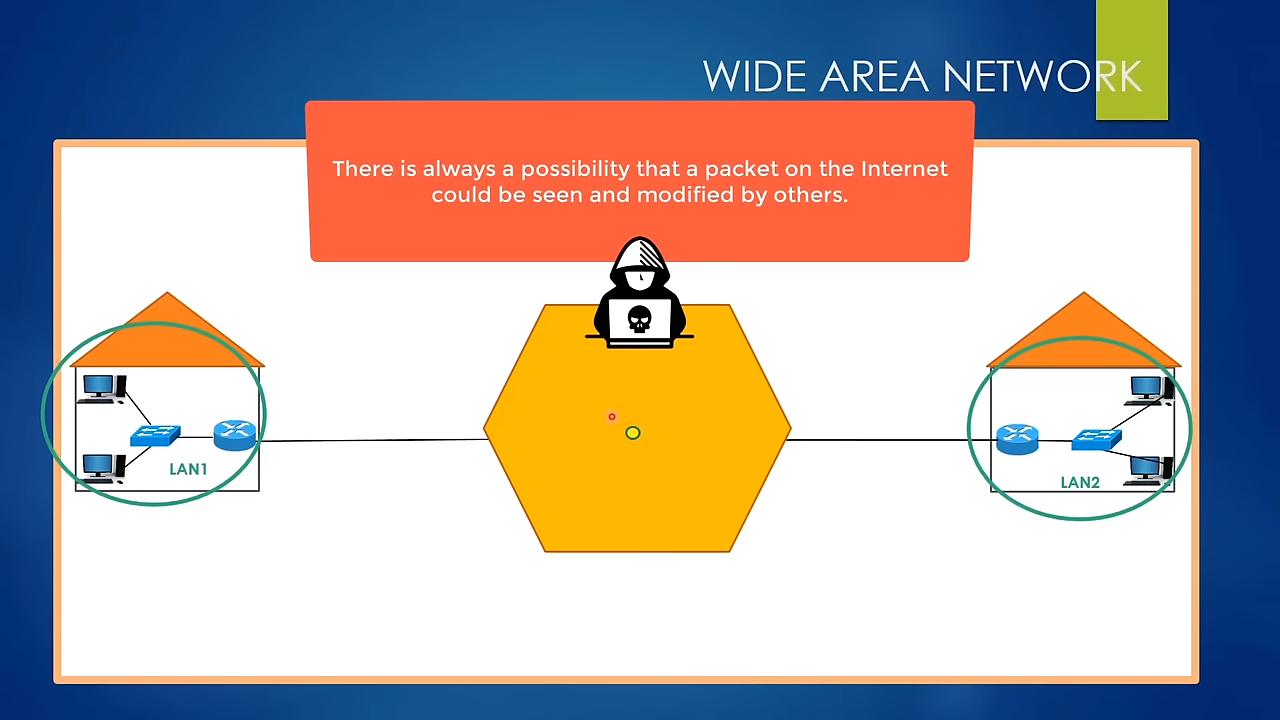 WIDE AREA NETWORK
There is always a possibility that a packet on the Internet
could be seen and modified by others.
LAN1
LAN2